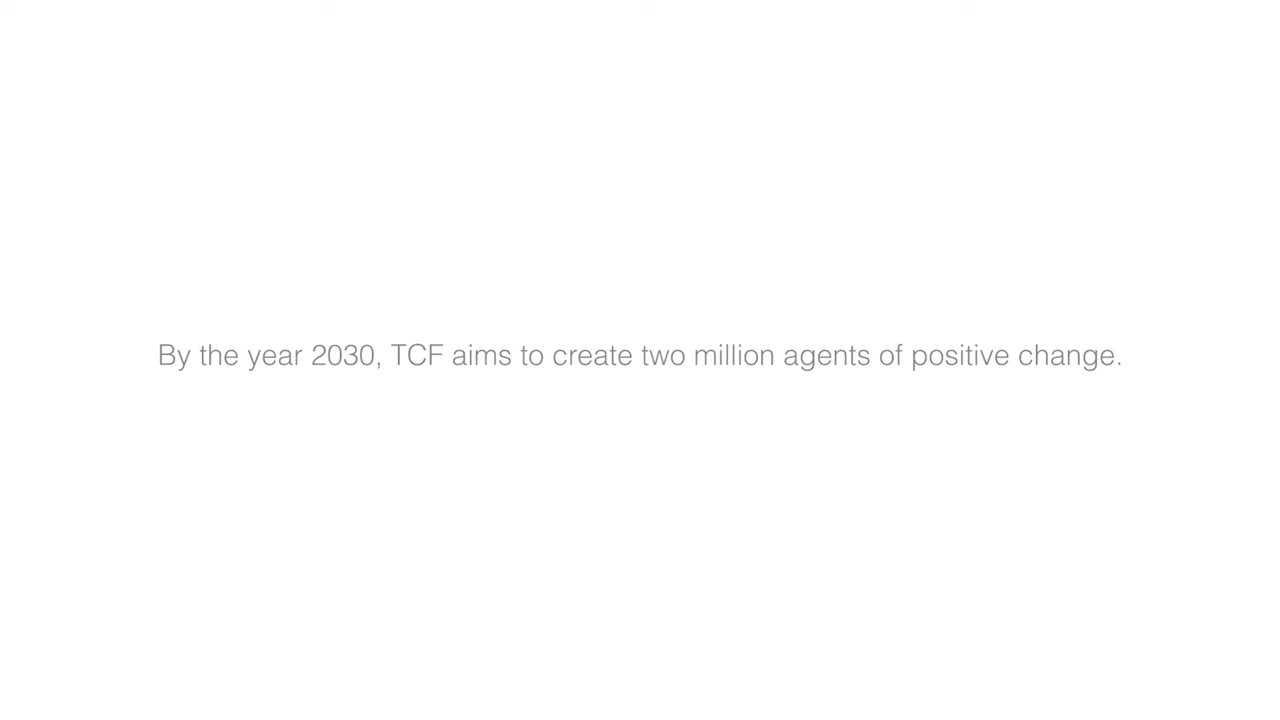 By the year 2030, TCF aims to create two million agents of positive change.